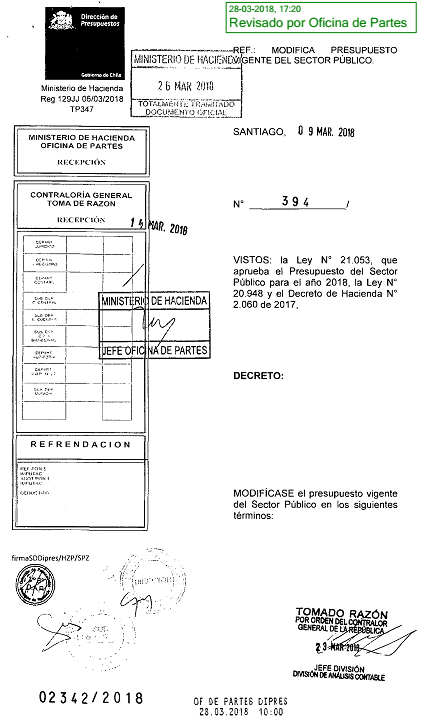 28-03-2018, 17:20
Revisado por Oficina de Partes
Dirección de
Presupuestos
Gobierno de Chile
Ministerio de Hacienda
Reg 129JJ 06/03/2018
TP347
MINISTERIO DE HACIENDA
26 MAR 2018
TOTALMENTE TRAMITADO
DOCUMENTO OFICIAL
REF.: MODIFICA PRESUPUESTO
VIGENTE DEL SECTOR PÚBLICO.
SANTIAGO, 09 MAR. 2018
N° 394 /
MINISTERIO DE HACIENDA
OFICINA DE PARTES
RECEPCIÓN
CONTRALORÍA GENERAL
TOMA DE RAZON
RECEPCIÓN
14 MAR. 2018
VISTOS: la Ley N° 21.053, que
aprueba el Presupuesto del Sector
Público para el año 2018, la Ley N°
20.948 y el Decreto de Hacienda N°
2.060 de 2017,
MINISTERIO DE HACIENDA
JEFE OFICINA DE PARTES
DECRETO:
REFRENDACION
MODIFÍCASE el presupuesto vigente
del Sector Público en los siguientes
términos:
firmaSDDipres/HZP/SPZ
TOMADO RAZÓN
POR ORDEN DEL CONTRALOR
GENERAL DE LA REPÚBLICA
23 MAR 2018
JEFE DIVISIÓN
DIVISIÓN DE ANÁLISIS CONTABLE
02342/2018
OF DE PARTES DIPRES
28.03.2018 10:00